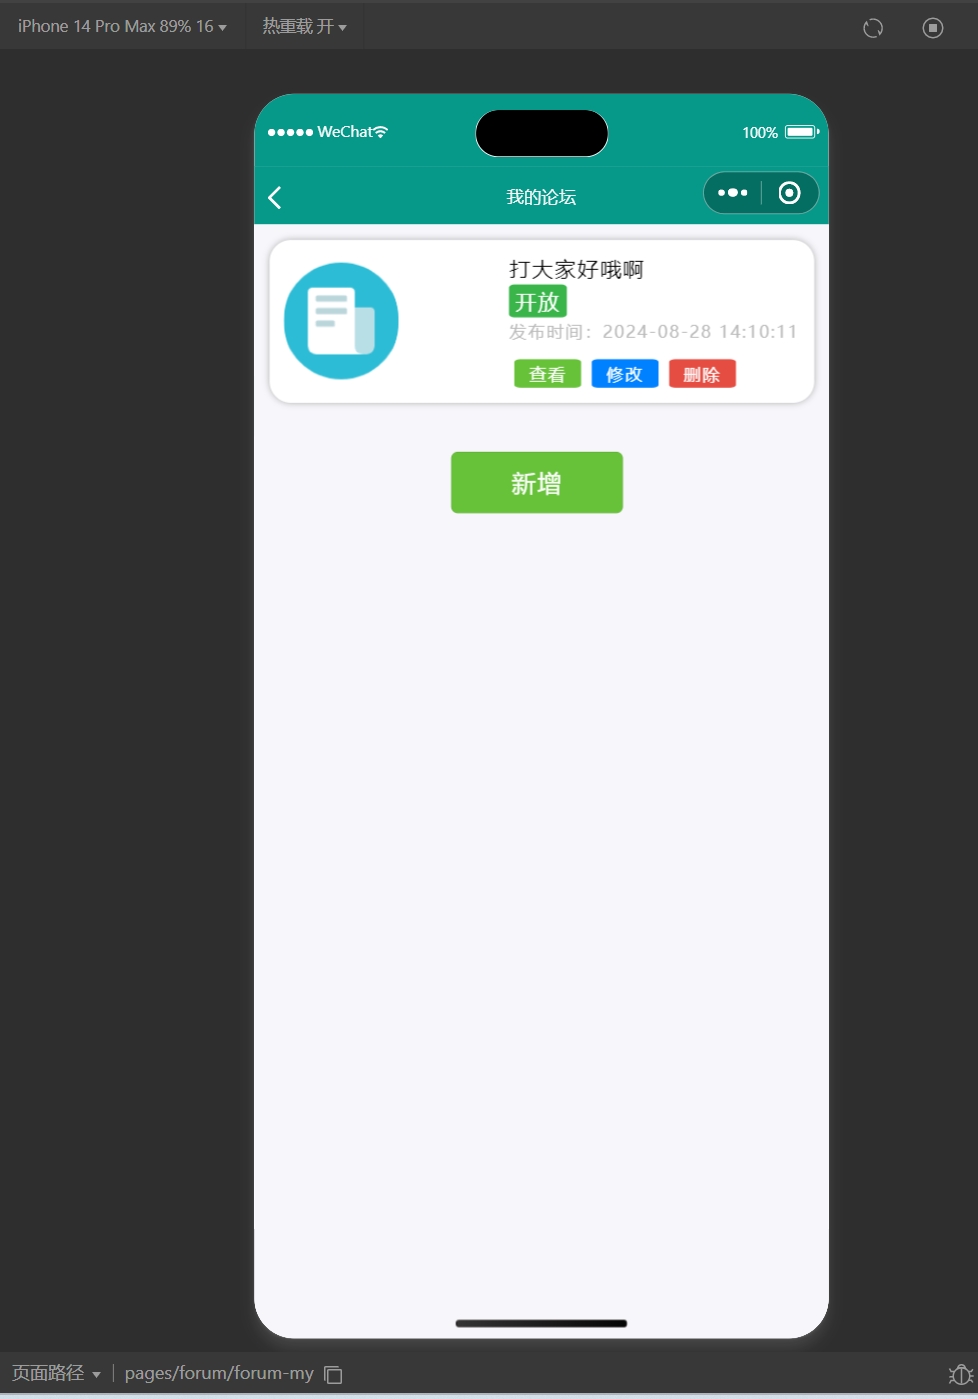 iPhone 14 Pro Max 89% 16 热重载 开
WeChat 100%
我的论坛
打大家好哦啊
开放
发布时间：2024-08-28 14:10:11
查看 修改 删除
新增
页面路径 pages/forum/forum-my